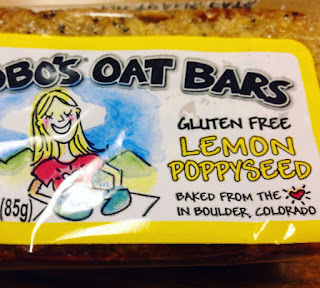 OBO'S OAT BARS
GLUTEN FREE
LEMON
POPPYSEED
BAKED FROM THE
IN BOULDER, COLORADO
(85g)